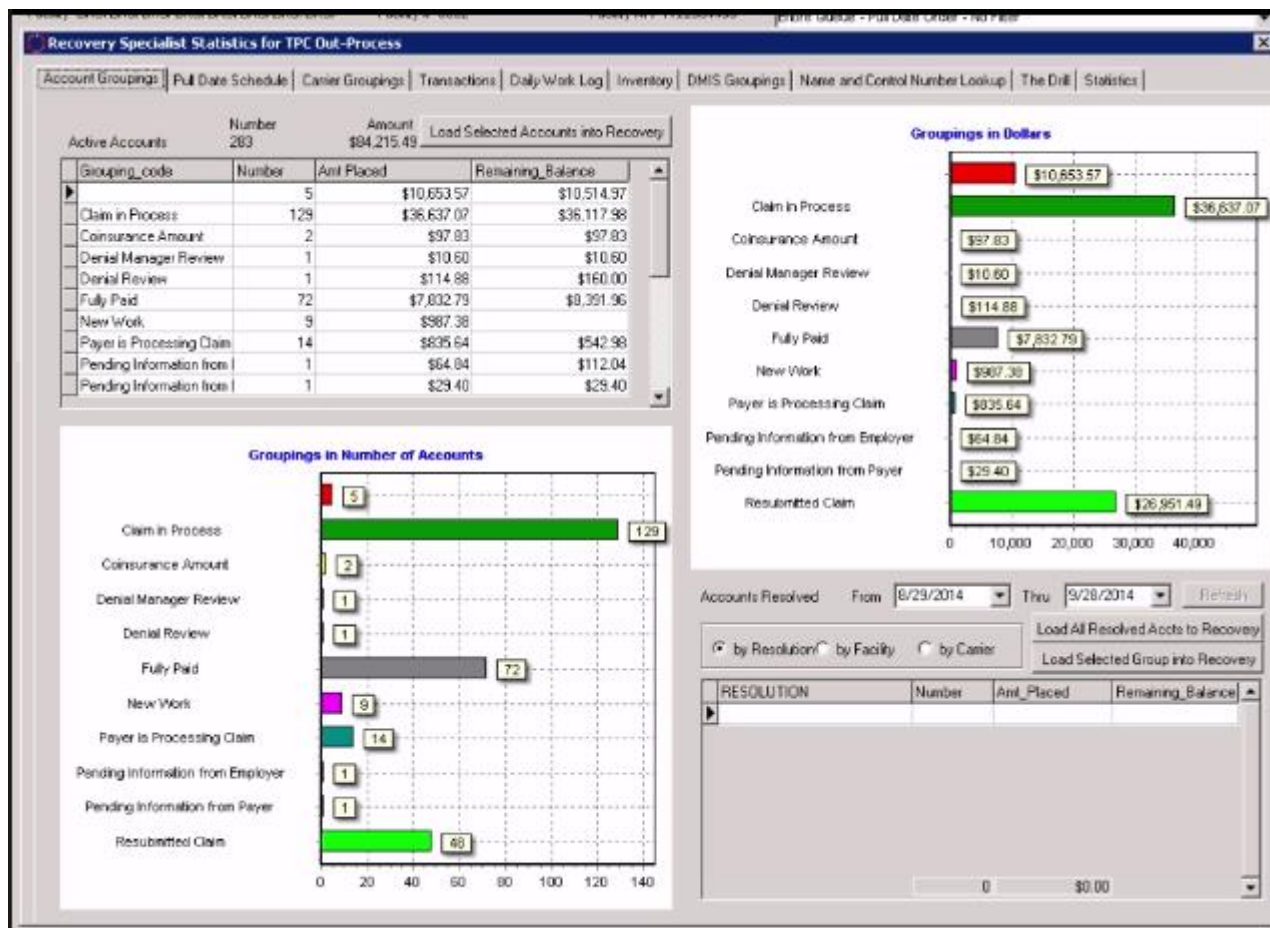 Recovery Specialist Statistics for TPC Out-Process
Account Groupings Pull Date Schedule Carrier Groupings Transactions Daily Work Log Inventory DMIS Groupings Name and Control Number Lookup The Drill Statistics
Number Amount
Active Accounts 283 $84,215.49 Load Selected Accounts into Recovery
Grouping_code Number Amt Placed Remaining_Balance
5 $10,653.57 $10,514.97
Claim in Process 129 $36,637.07 $36,117.98
Coinsurance Amount 2 $97.83 $97.83
Denial Manager Review 1 $10.60 $10.60
Denial Review 1 $114.88 $160.00
Fully Paid 72 $7,832.79 $8,391.96
New Work 9 $987.38
Payer is Processing Claim 14 $835.64 $542.98
Pending Information from 1 $64.84 $112.04
Pending Information from 1 $29.40 $29.40
Groupings in Dollars
$10,653.57
Claim in Process $36,637.07
Coinsurance Amount $97.83
Denial Manager Review $10.60
Denial Review $114.88
Fully Paid $7,832.79
New Work $987.38
Payer is Processing Claim $835.64
Pending Information from Employer $64.84
Pending Information from Payer $29.40
Resubmitted Claim $26,951.49
0 10,000 20,000 30,000 40,000
Groupings in Number of Accounts
5
Claim in Process 129
Coinsurance Amount 2
Denial Manager Review 1
Denial Review 1
Fully Paid 72
New Work 9
Payer is Processing Claim 14
Pending Information from Employer 1
Pending Information from Payer 1
Resubmitted Claim 48
0 20 40 60 80 100 120 140
Accounts Resolved From 8/29/2014 Thru 9/28/2014 Refresh
Load All Resolved Accts to Recovery
by Resolution by Facility by Carrier
Load Selected Group into Recovery
RESOLUTION Number Amt_Placed Remaining_Balance
0 $0.00